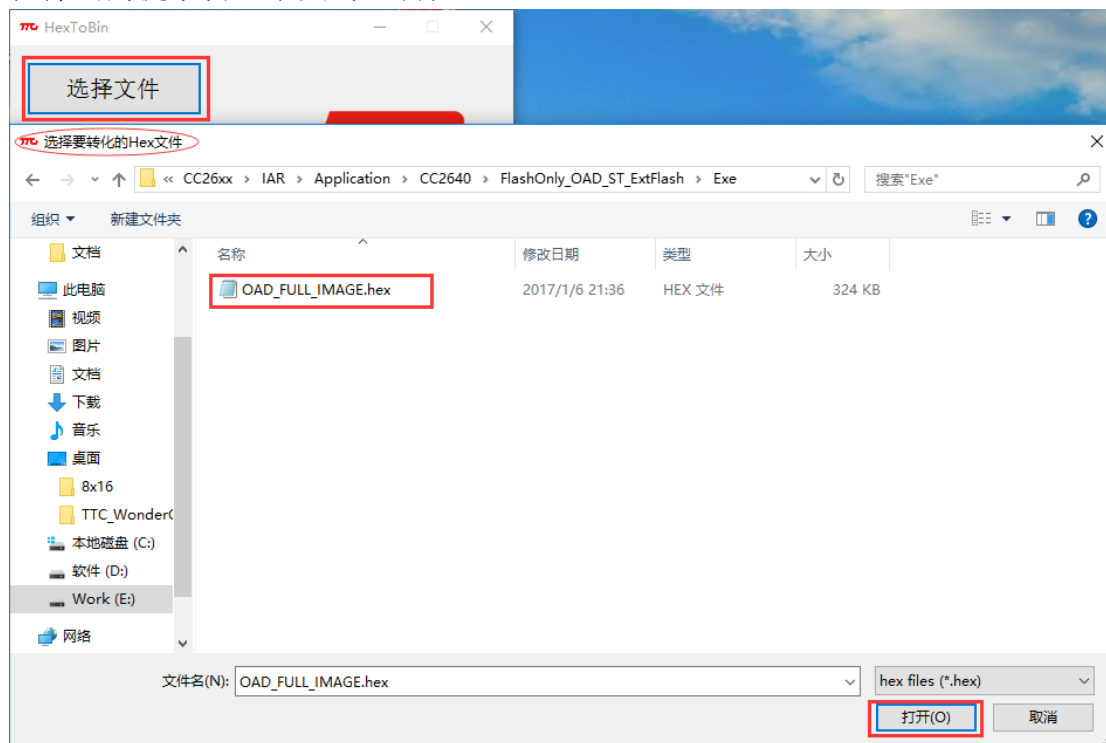 HexToBin
选择文件
选择要转化的Hex文件
« CC26xx › IAR › Application › CC2640 › FlashOnly_OAD_ST_ExtFlash › Exe
搜索"Exe"
组织 新建文件夹
文档
名称 修改日期 类型 大小
此电脑
OAD_FULL_IMAGE.hex 2017/1/6 21:36 HEX 文件 324 KB
视频
图片
文档
下载
音乐
桌面
8x16
TTC_Wonder
本地磁盘 (C:)
软件 (D:)
Work (E:)
网络
文件名(N): OAD_FULL_IMAGE.hex
hex files (*.hex)
打开(O) 取消